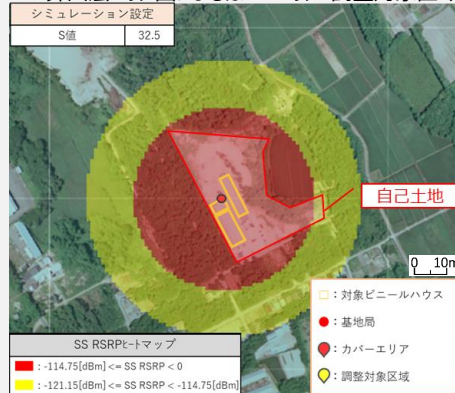 シミュレーション設定
S値 32.5
自己土地
0 10m
：対象ビニールハウス
：基地局
：カバーエリア
：調整対象区域
SS RSRPﾋｰﾄマップ
：-114.75[dBm] <= SS RSRP < 0
：-121.15[dBm] <= SS RSRP < -114.75[dBm]